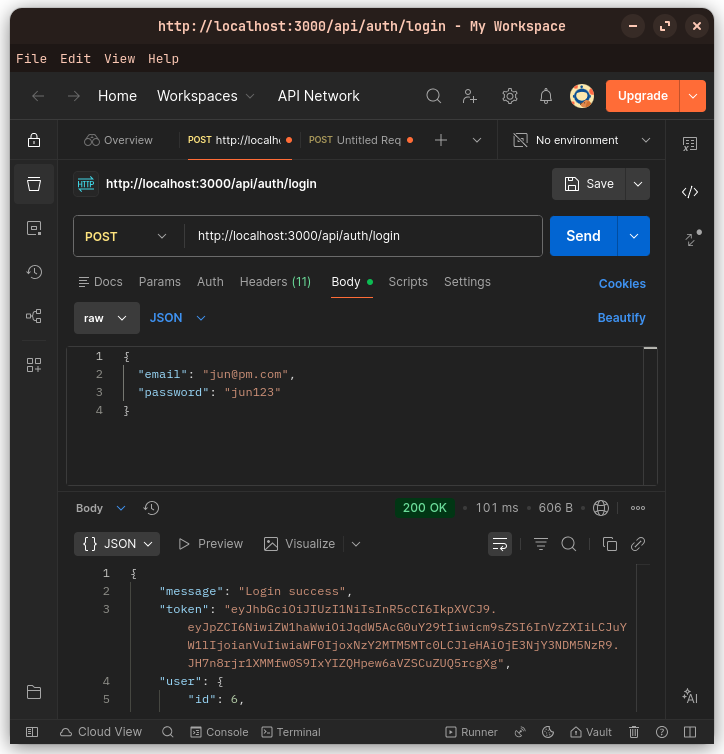 http://localhost:3000/api/auth/login - My Workspace
File Edit View Help
Home Workspaces API Network Upgrade
Overview POST http://localh POST Untitled Req No environment
HTTP http://localhost:3000/api/auth/login Save
POST http://localhost:3000/api/auth/login Send
Docs Params Auth Headers (11) Body Scripts Settings Cookies
raw JSON Beautify
1 {
2 "email": "jun@pm.com",
3 "password": "jun123"
4 }
Body 200 OK 101 ms 606 B
{} JSON Preview Visualize
1 {
2 "message": "Login success",
3 "token": "eyJhbGciOiJIUzI1NiIsInR5cCI6IkpXVCJ9.
eyJpZCI6NiwiZW1haWwiOiJqdW5AcG0uY29tIiwicm9sZSI6InVzZXIiLCJuY
W1lIjoianVuIiwiaWF0IjoxNzY2MTM5MTc0LCJleHAiOjE3NjY3NDM5NzR9.
JH7n8rjr1XMMfw0S9IxYIZQHpew6aVZSCuZUQ5rcgXg",
4 "user": {
5 "id": 6,
AI
Cloud View Console Terminal Runner Vault